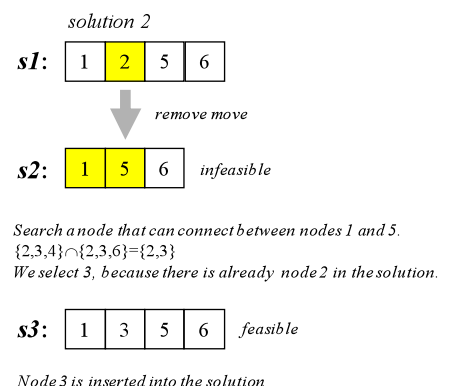 solution 2
s1: 1 2 5 6
remove move
s2: 1 5 6 infeasible
Search a node that can connect between nodes 1 and 5.
{2,3,4}∩{2,3,6}={2,3}
We select 3, because there is already node 2 in the solution.
s3: 1 3 5 6 feasible
Node 3 is inserted into the solution